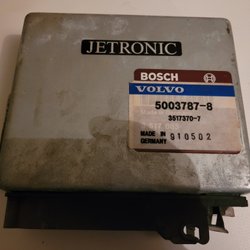 JETRONIC
BOSCH
VOLVO
5003787-8
3517370-7
MADE IN
GERMANY 910502